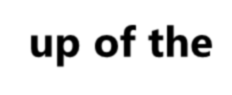 up of the